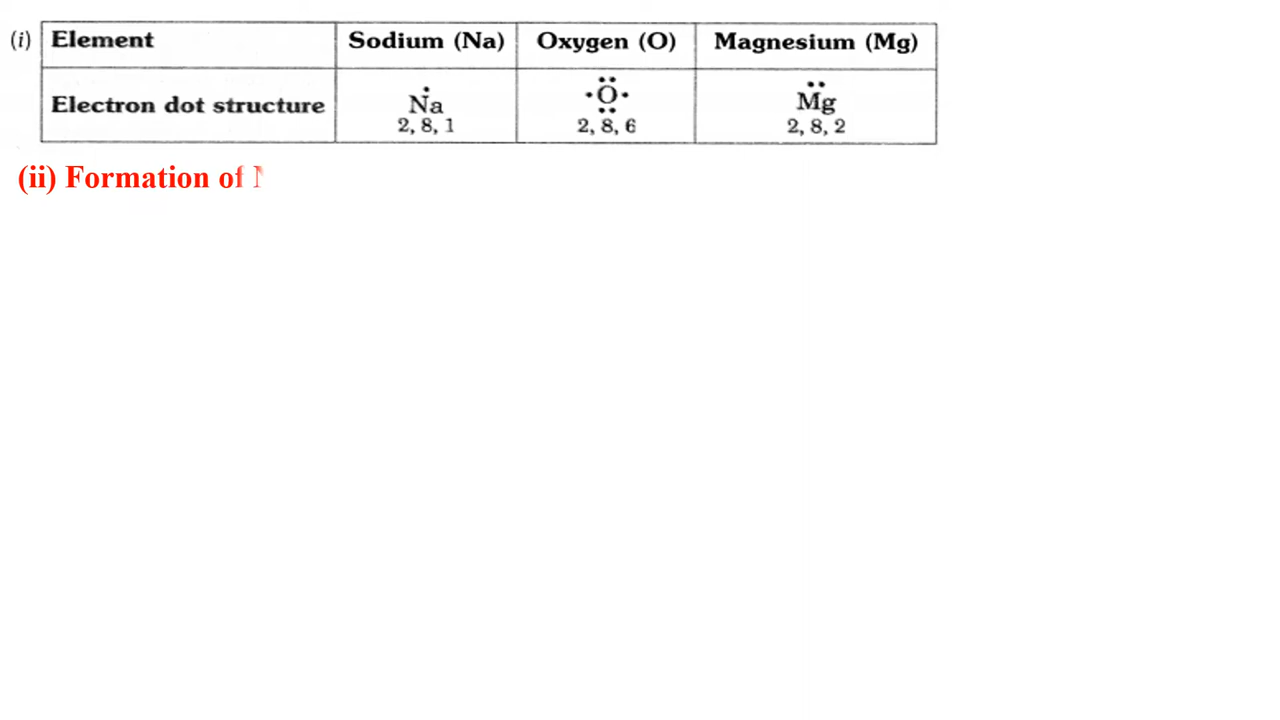 (i) Element Sodium (Na) Oxygen (O) Magnesium (Mg)
Electron dot structure Na O Mg
2, 8, 1 2, 8, 6 2, 8, 2
(ii) Formation of